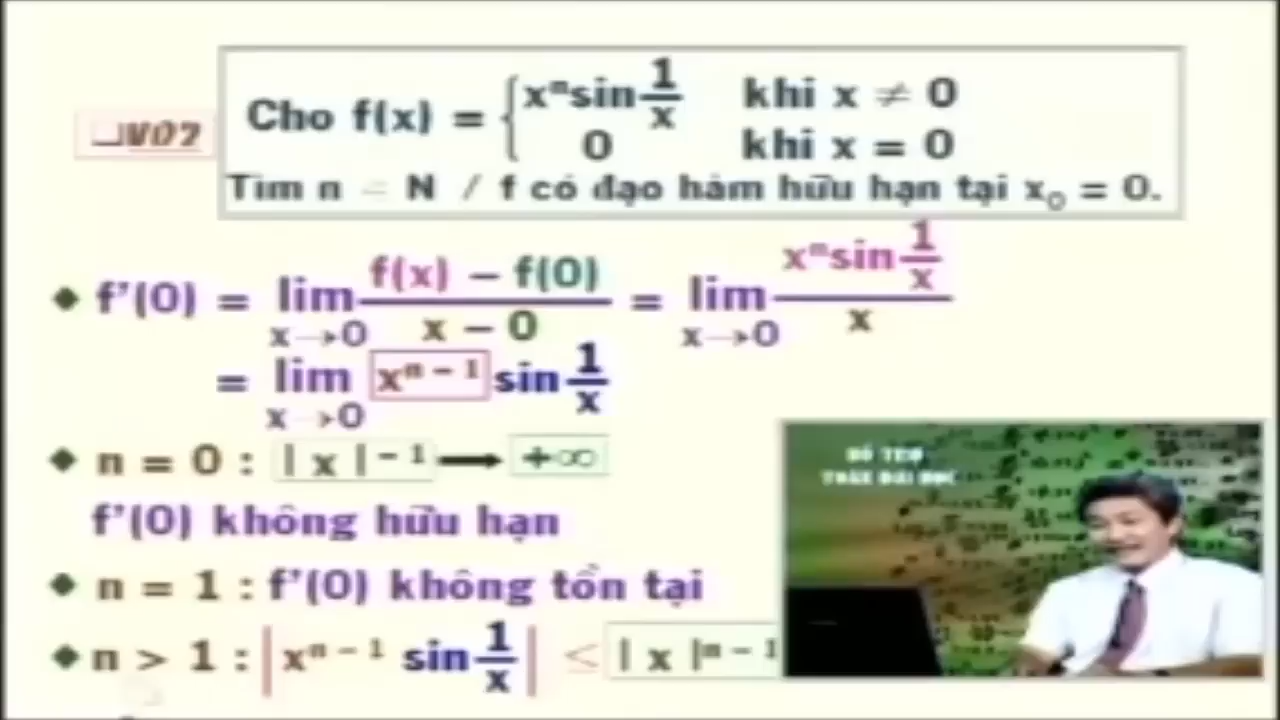 ❑VD2
Cho f(x) = { xⁿsin 1/x khi x ≠ 0
0 khi x = 0
Tìm n ∈ N / f có đạo hàm hữu hạn tại x₀ = 0.
◆ f’(0) = lim x→0 (f(x) − f(0))/(x − 0) = lim x→0 (xⁿsin 1/x)/x
= lim x→0 xⁿ⁻¹ sin 1/x
◆ n = 0 : | x |⁻¹ → +∞
f’(0) không hữu hạn
◆ n = 1 : f’(0) không tồn tại
◆ n > 1 : | xⁿ⁻¹ sin 1/x | ≤ | x |ⁿ⁻¹